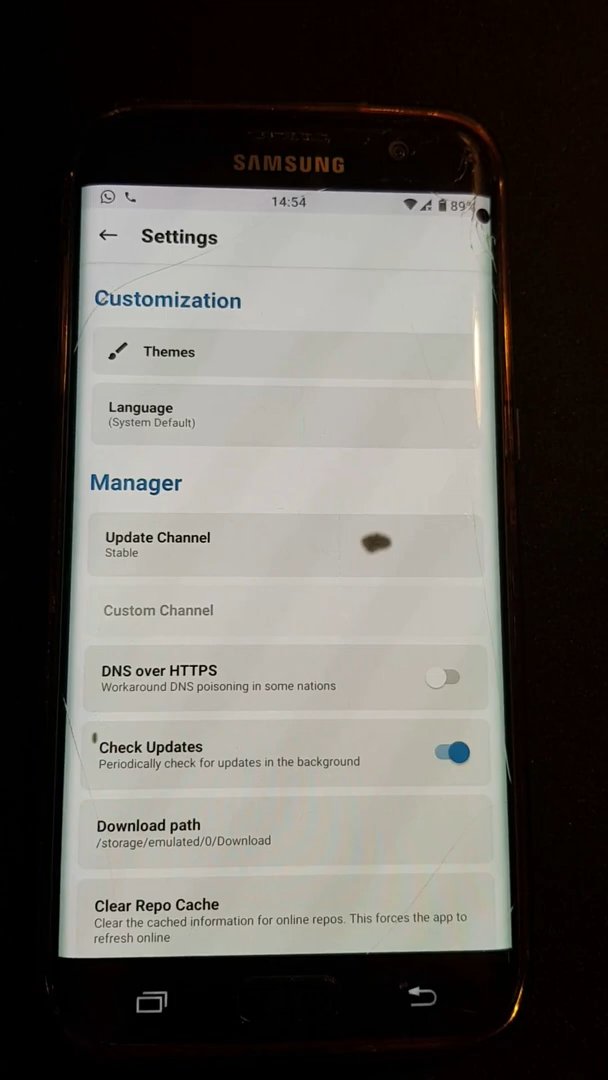 SAMSUNG
14:54
89%
Settings
Customization
Themes
Language
(System Default)
Manager
Update Channel
Stable
Custom Channel
DNS over HTTPS
Workaround DNS poisoning in some nations
Check Updates
Periodically check for updates in the background
Download path
/storage/emulated/0/Download
Clear Repo Cache
Clear the cached information for online repos. This forces the app to
refresh online